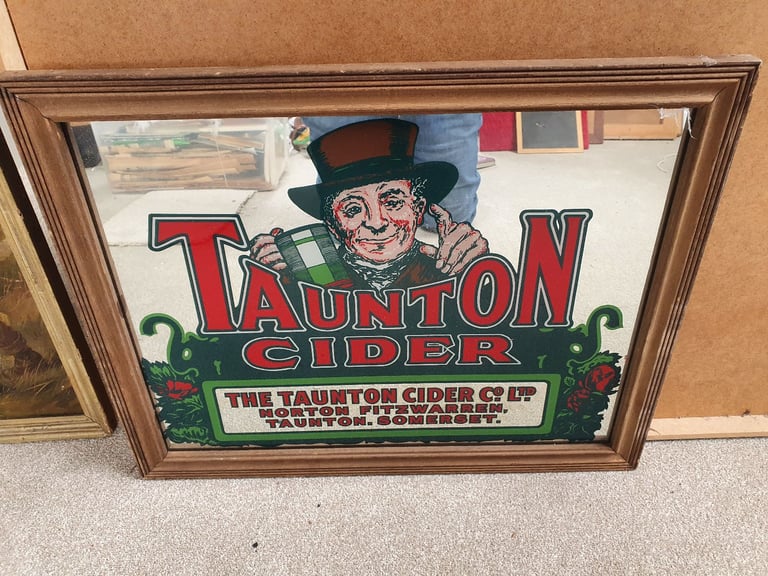 TAUNTON
CIDER
THE TAUNTON CIDER CO. LTD
NORTON FITZWARREN,
TAUNTON. SOMERSET.